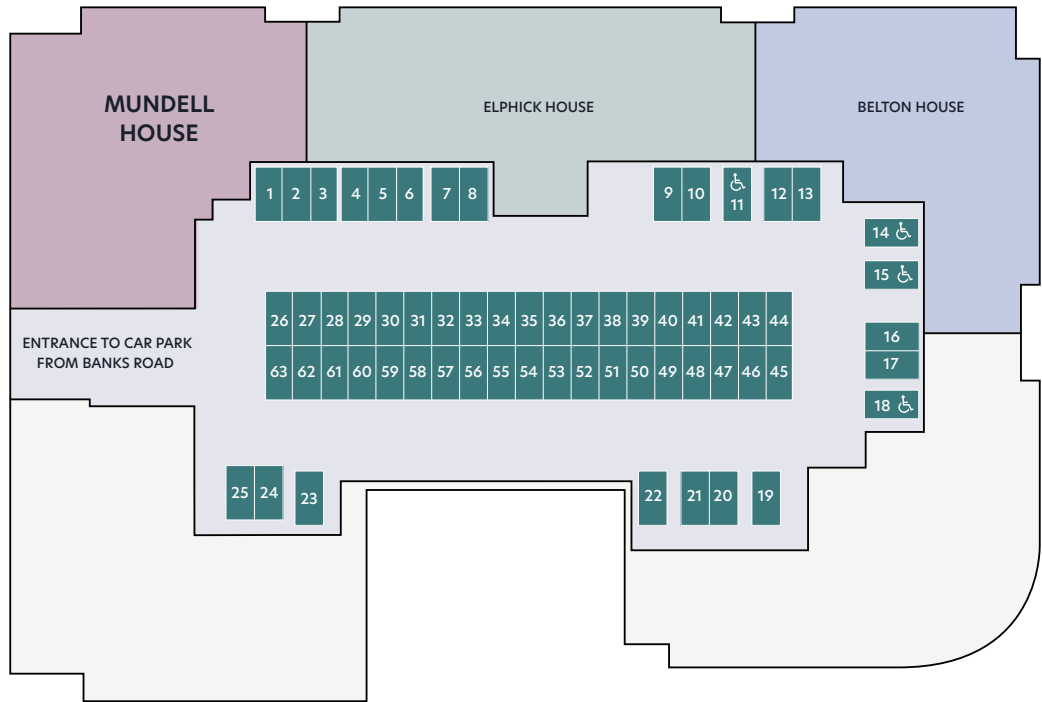 MUNDELL
HOUSE
ELPHICK HOUSE
BELTON HOUSE
1 2 3 4 5 6 7 8 9 10 11 12 13
14
15
26 27 28 29 30 31 32 33 34 35 36 37 38 39 40 41 42 43 44
16
ENTRANCE TO CAR PARK
FROM BANKS ROAD
63 62 61 60 59 58 57 56 55 54 53 52 51 50 49 48 47 46 45
17
18
25 24 23 22 21 20 19